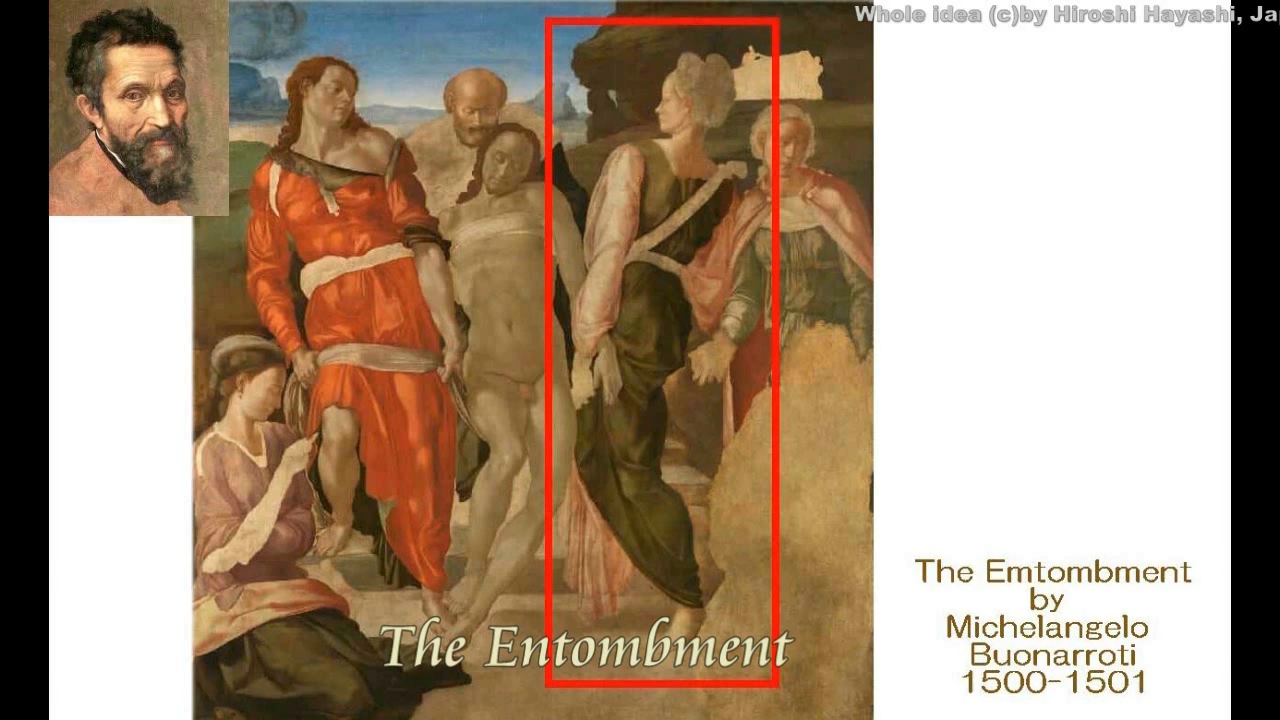 Whole idea (c)by Hiroshi Hayashi, Ja
The Entombment
The Emtombment
by
Michelangelo
Buonarroti
1500-1501